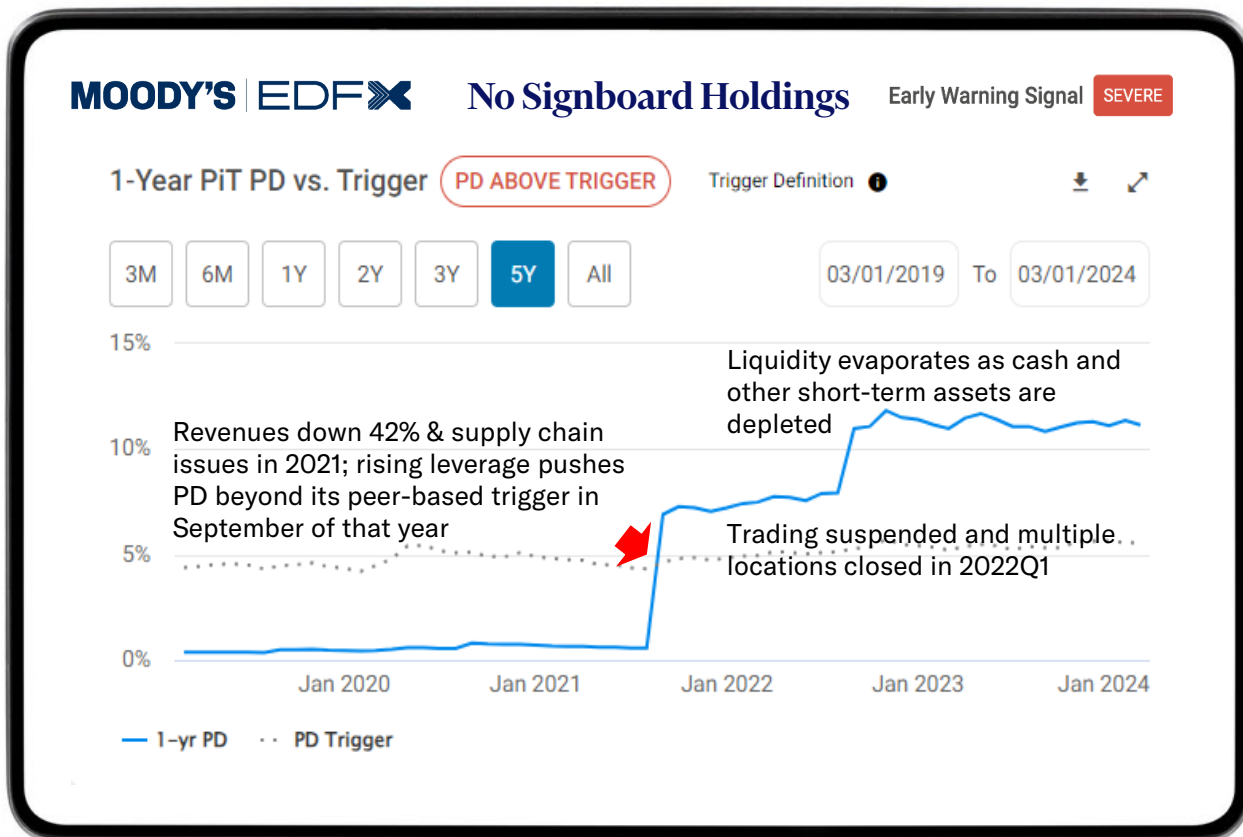 MOODY'S | EDFX No Signboard Holdings Early Warning Signal SEVERE
1-Year PiT PD vs. Trigger PD ABOVE TRIGGER Trigger Definition
3M 6M 1Y 2Y 3Y 5Y All 03/01/2019 To 03/01/2024
15%
Liquidity evaporates as cash and
other short-term assets are
depleted
Revenues down 42% & supply chain
issues in 2021; rising leverage pushes
PD beyond its peer-based trigger in
September of that year
10%
Trading suspended and multiple
locations closed in 2022Q1
5%
0%
Jan 2020 Jan 2021 Jan 2022 Jan 2023 Jan 2024
1-yr PD PD Trigger